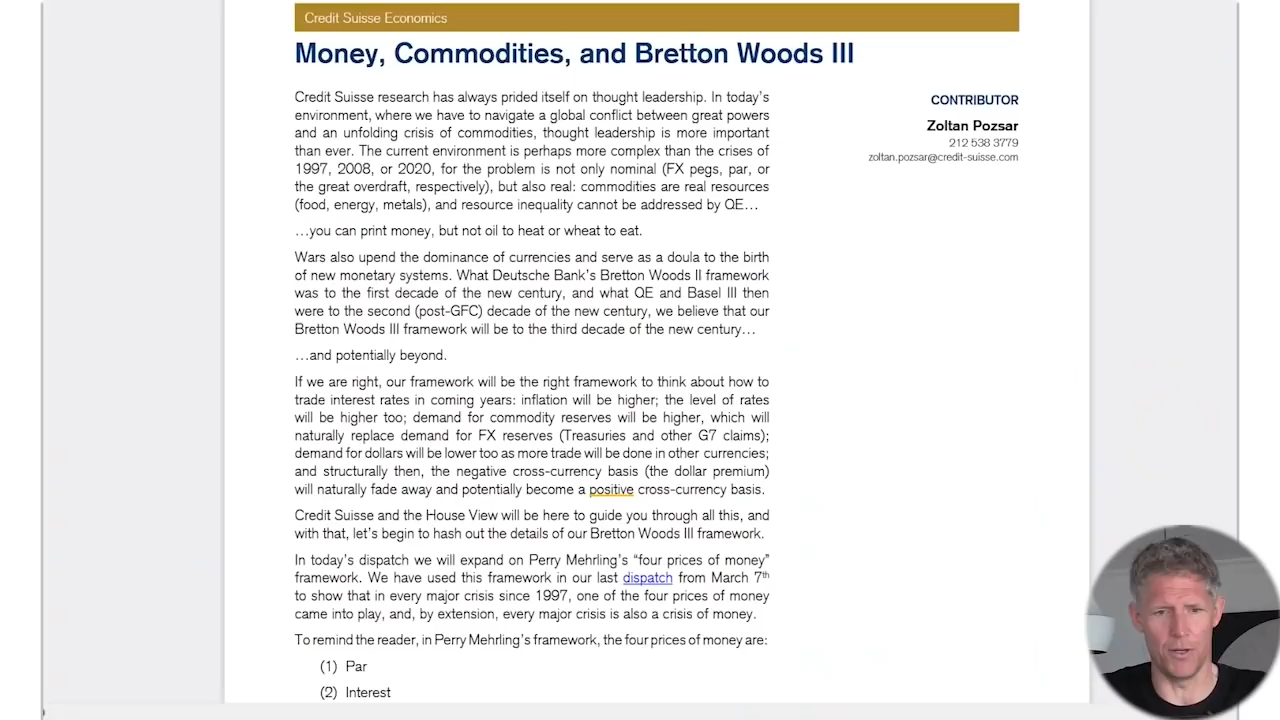 Credit Suisse Economics
Money, Commodities, and Bretton Woods III
Credit Suisse research has always prided itself on thought leadership. In today's
environment, where we have to navigate a global conflict between great powers
and an unfolding crisis of commodities, thought leadership is more important
than ever. The current environment is perhaps more complex than the crises of
1997, 2008, or 2020, for the problem is not only nominal (FX pegs, par, or
the great overdraft, respectively), but also real: commodities are real resources
(food, energy, metals), and resource inequality cannot be addressed by QE…
…you can print money, but not oil to heat or wheat to eat.
Wars also upend the dominance of currencies and serve as a doula to the birth
of new monetary systems. What Deutsche Bank's Bretton Woods II framework
was to the first decade of the new century, and what QE and Basel III then
were to the second (post-GFC) decade of the new century, we believe that our
Bretton Woods III framework will be to the third decade of the new century…
…and potentially beyond.
If we are right, our framework will be the right framework to think about how to
trade interest rates in coming years: inflation will be higher; the level of rates
will be higher too; demand for commodity reserves will be higher, which will
naturally replace demand for FX reserves (Treasuries and other G7 claims);
demand for dollars will be lower too as more trade will be done in other currencies;
and structurally then, the negative cross-currency basis (the dollar premium)
will naturally fade away and potentially become a positive cross-currency basis.
Credit Suisse and the House View will be here to guide you through all this, and
with that, let's begin to hash out the details of our Bretton Woods III framework.
In today's dispatch we will expand on Perry Mehrling's "four prices of money"
framework. We have used this framework in our last dispatch from March 7th
to show that in every major crisis since 1997, one of the four prices of money
came into play, and, by extension, every major crisis is also a crisis of money.
To remind the reader, in Perry Mehrling's framework, the four prices of money are:
(1) Par
(2) Interest
CONTRIBUTOR
Zoltan Pozsar
212 538 3779
zoltan.pozsar@credit-suisse.com